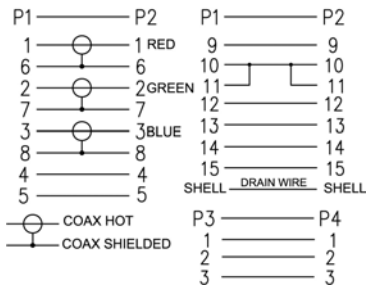 P1 P2
1 1 RED
6 6
2 2 GREEN
7 7
3 3 BLUE
8 8
4 4
5 5
COAX HOT
COAX SHIELDED
P1 P2
9 9
10 10
11 11
12 12
13 13
14 14
15 15
SHELL DRAIN WIRE SHELL
P3 P4
1 1
2 2
3 3